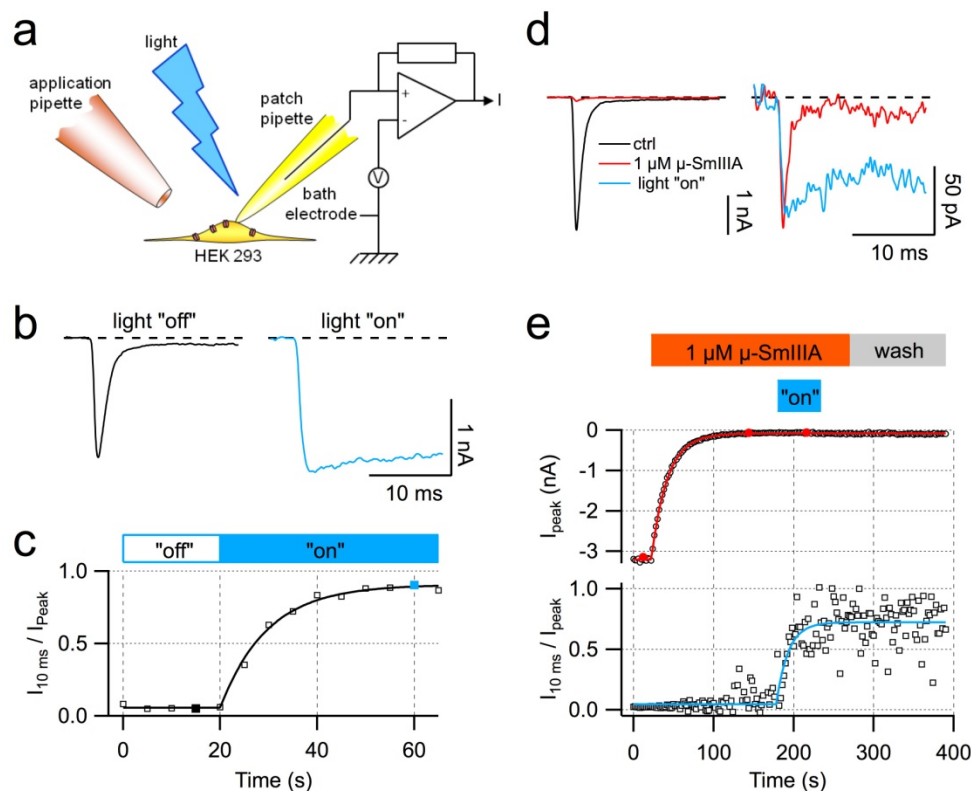 a
light
application
pipette
patch
pipette
+
-
I
V
bath
electrode
HEK 293
b
light "off"
light "on"
1 nA
10 ms
c
"off"
"on"
1.0
0.5
0.0
I10 ms / IPeak
0
20
40
60
Time (s)
d
ctrl
1 µM µ-SmIIIA
light "on"
1 nA
50 pA
10 ms
e
1 µM µ-SmIIIA
wash
"on"
0
-1
-2
-3
Ipeak (nA)
1.0
0.5
0.0
I10 ms / IPeak
0
100
200
300
400
Time (s)